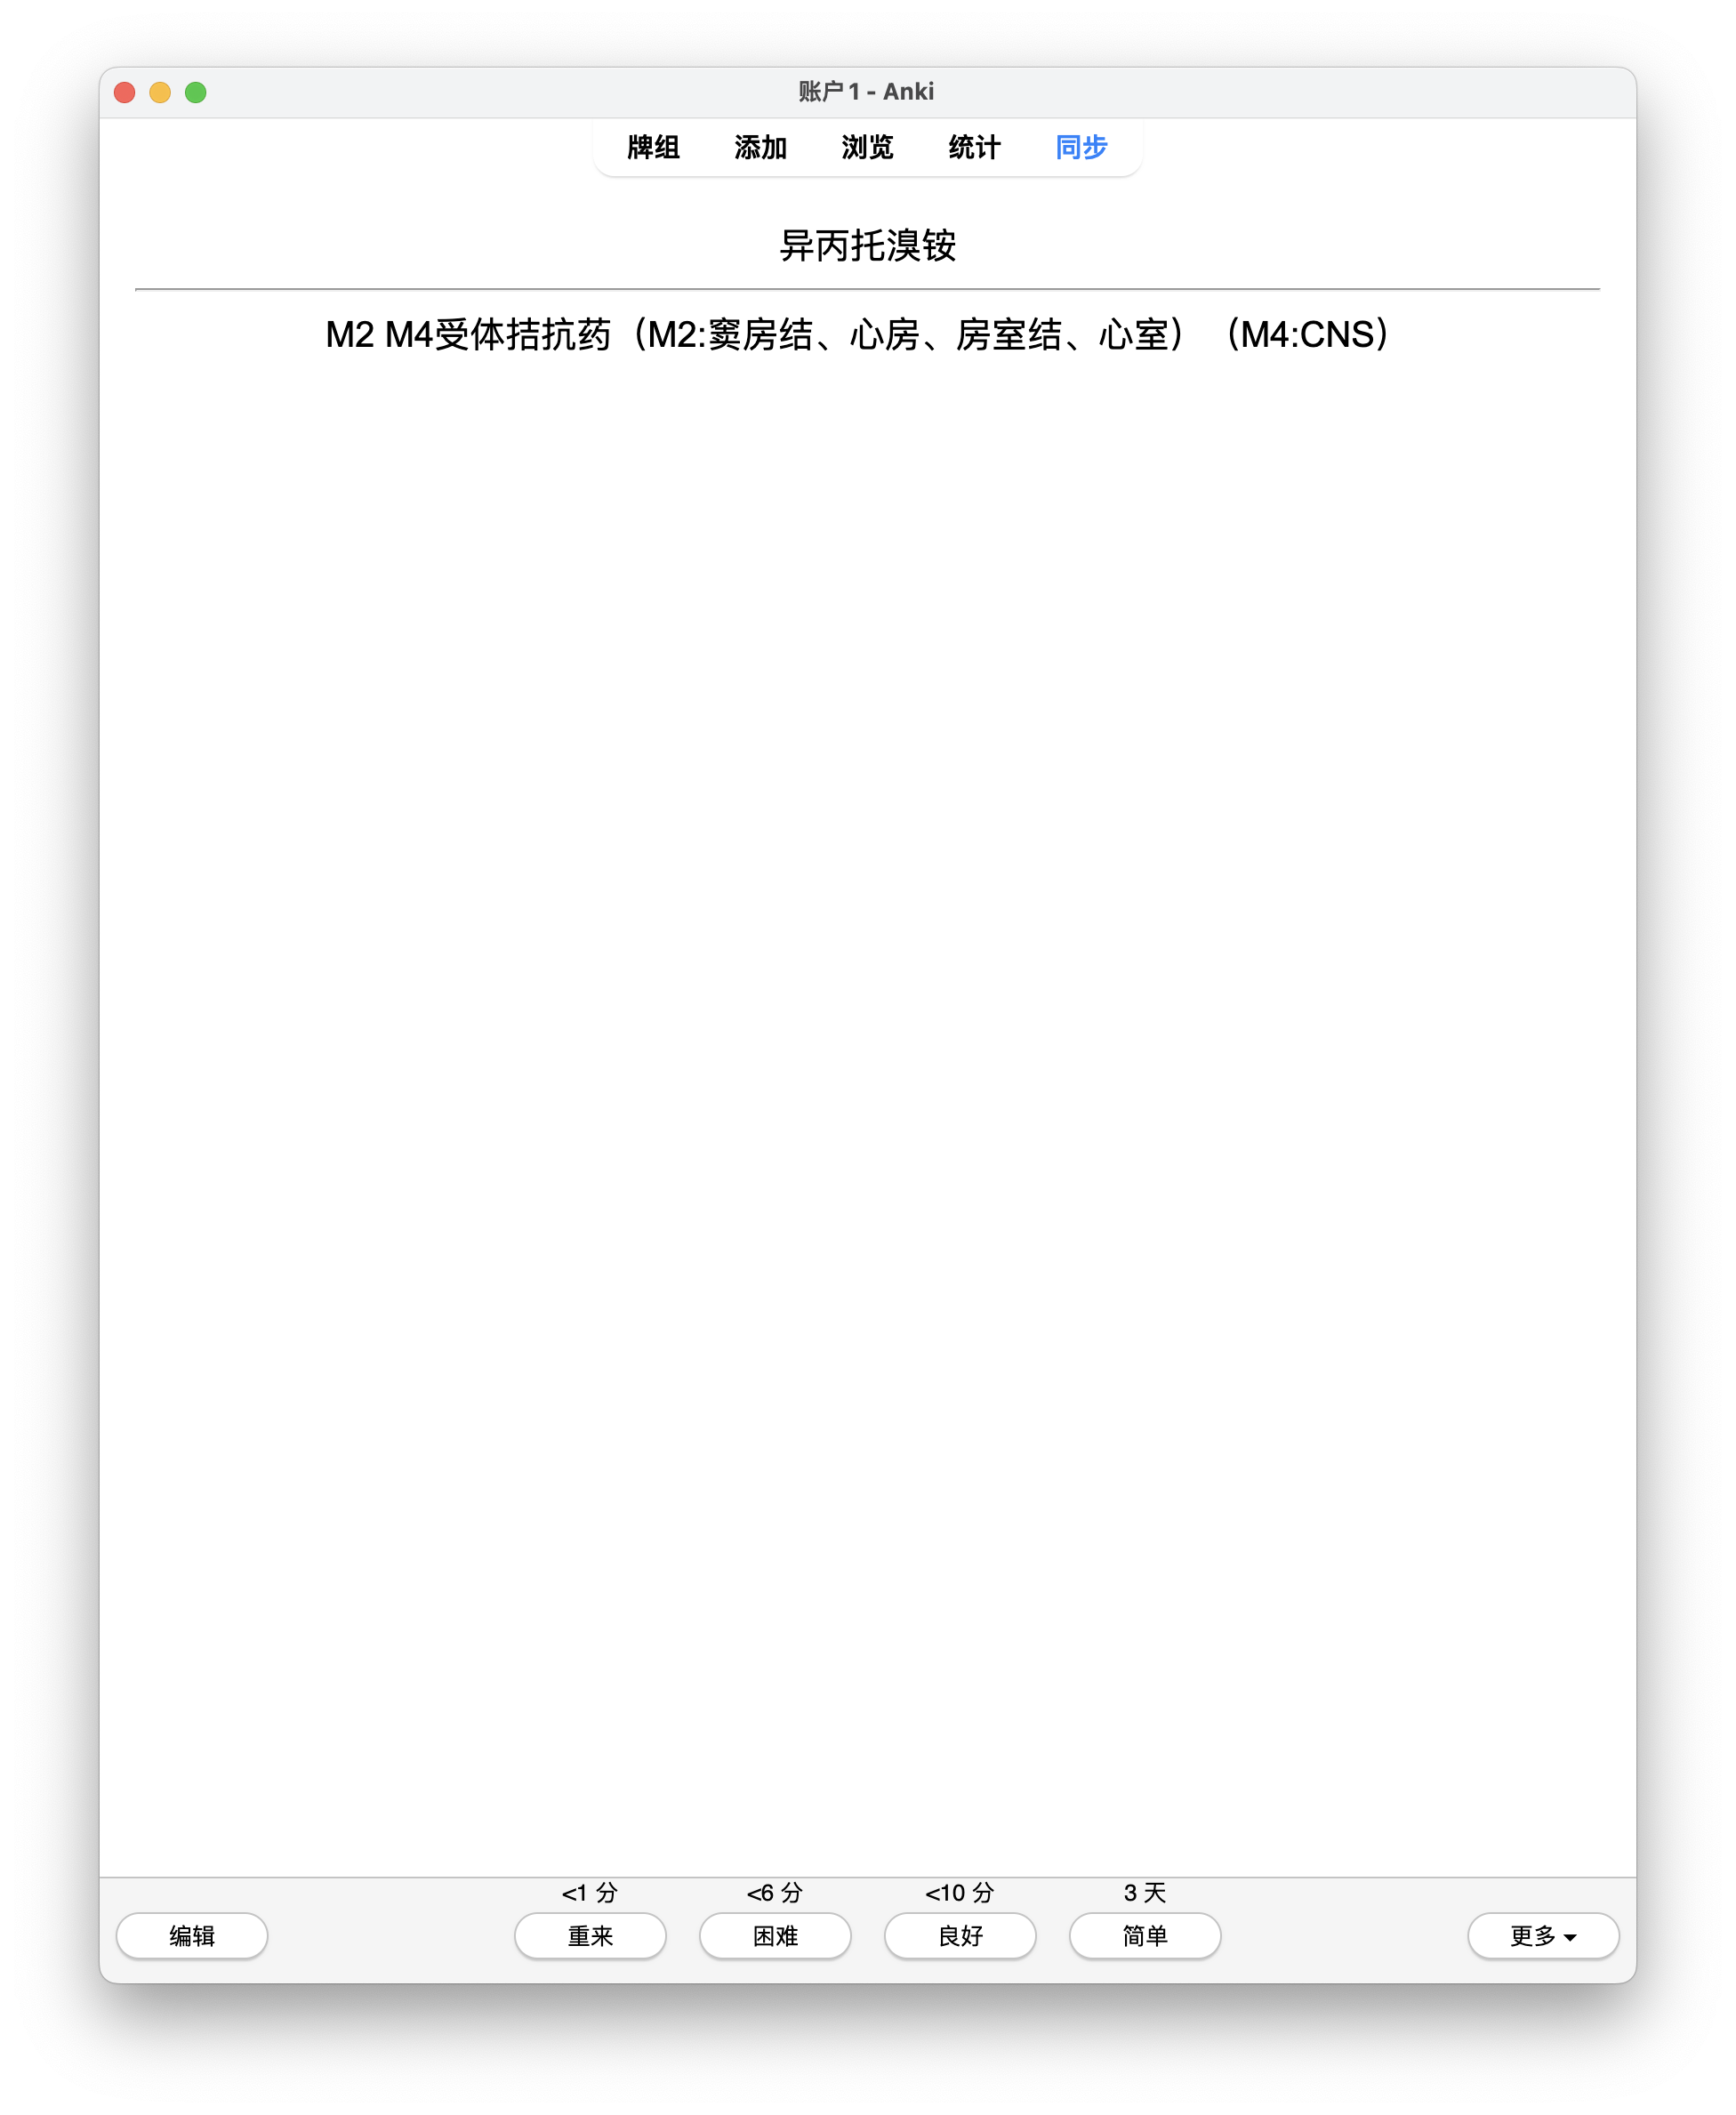 账户 1 - Anki
牌组 添加 浏览 统计 同步
异丙托溴铵
M2 M4受体拮抗药（M2:窦房结、心房、房室结、心室）（M4:CNS）
<1 分 <6 分 <10 分 3 天
编辑 重来 困难 良好 简单 更多